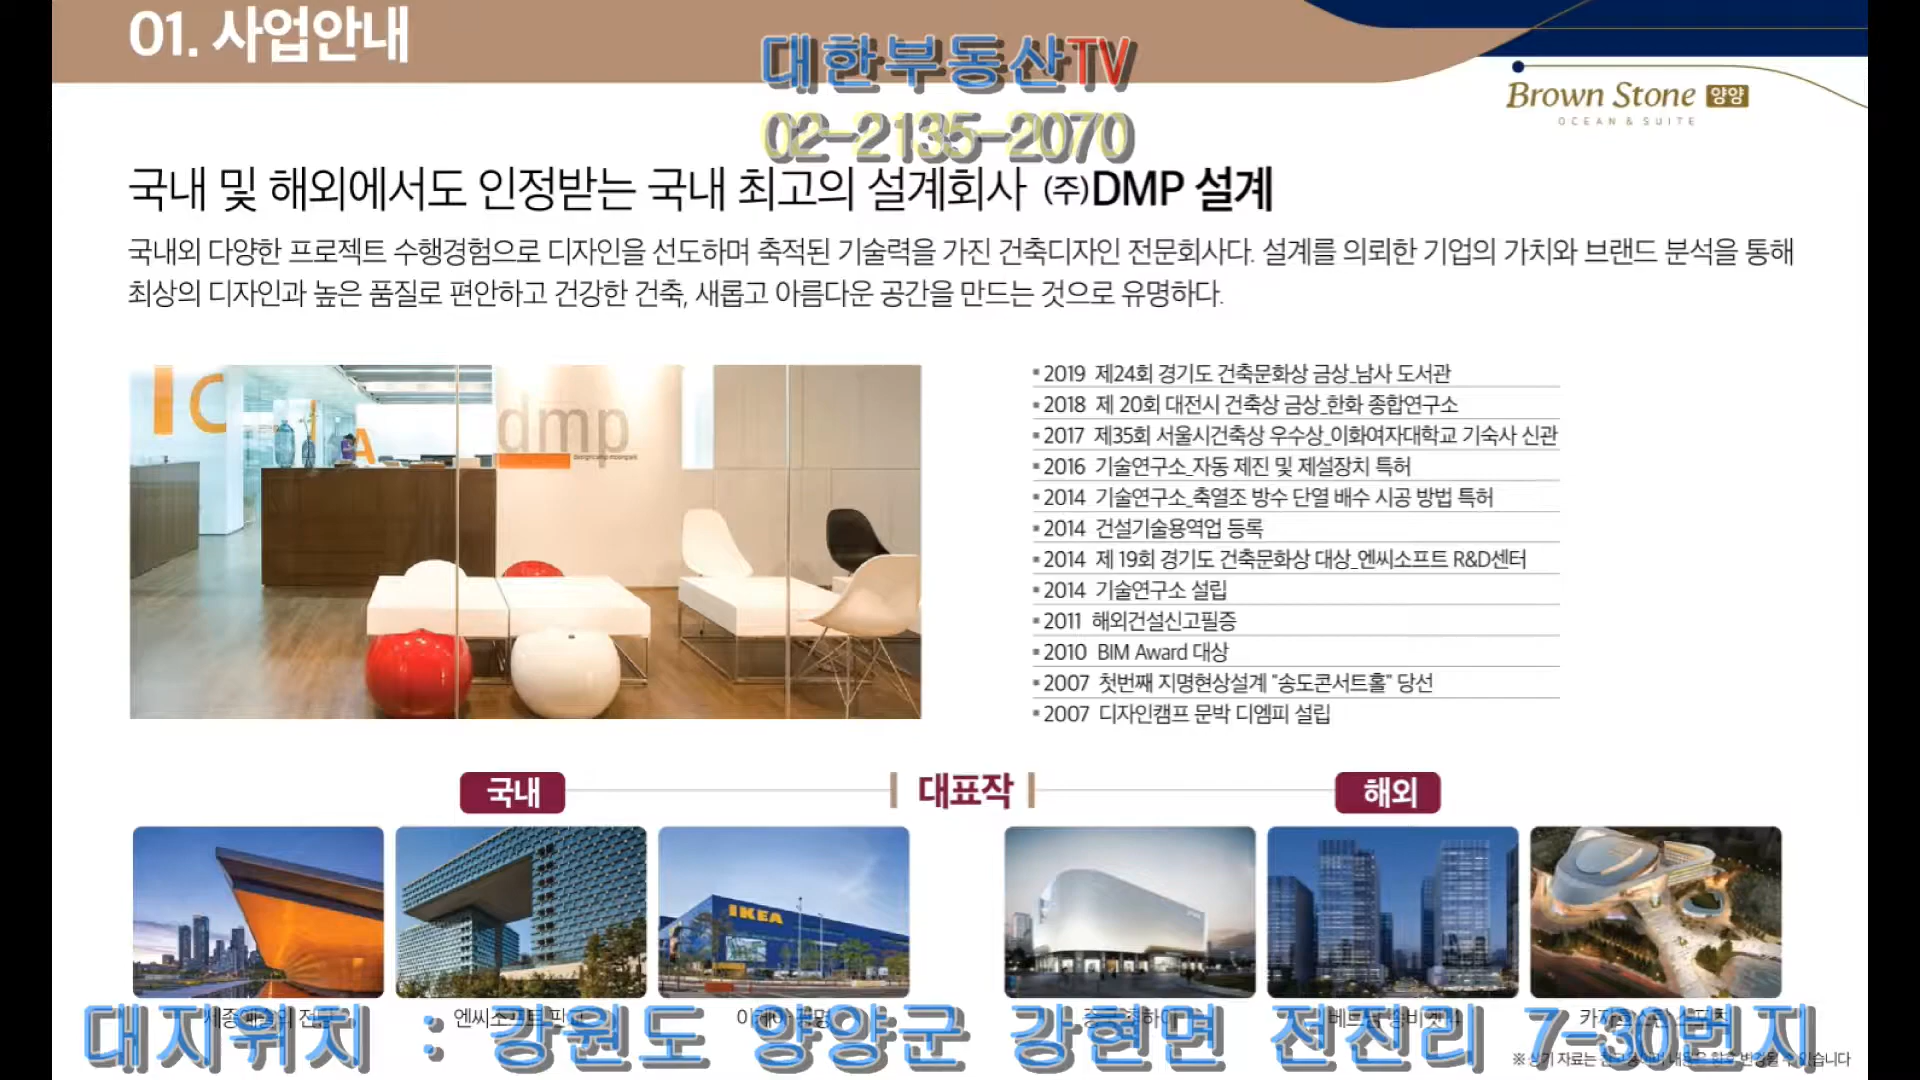 01. 사업안내
대한부동산TV
02-2135-2070
Brown Stone 양양
OCEAN & SUITE
국내 및 해외에서도 인정받는 국내 최고의 설계회사 (주)DMP 설계
국내외 다양한 프로젝트 수행경험으로 디자인을 선도하며 축적된 기술력을 가진 건축디자인 전문회사다. 설계를 의뢰한 기업의 가치와 브랜드 분석을 통해
최상의 디자인과 높은 품질로 편안하고 건강한 건축, 새롭고 아름다운 공간을 만드는 것으로 유명하다.
dmp
▪ 2019 제24회 경기도 건축문화상 금상_남사 도서관
▪ 2018 제 20회 대전시 건축상 금상_한화 종합연구소
▪ 2017 제35회 서울시건축상 우수상_이화여자대학교 기숙사 신관
▪ 2016 기술연구소_자동 제진 및 제설장치 특허
▪ 2014 기술연구소_축열조 방수 단열 배수 시공 방법 특허
▪ 2014 건설기술용역업 등록
▪ 2014 제 19회 경기도 건축문화상 대상_엔씨소프트 R&D센터
▪ 2014 기술연구소 설립
▪ 2011 해외건설신고필증
▪ 2010 BIM Award 대상
▪ 2007 첫번째 지명현상설계 "송도콘서트홀" 당선
▪ 2007 디자인캠프 문박 디엠피 설립
국내
대표작
해외
IKEA
대지위치 : 강원도 양양군 강현면 전진리 7-30번지
※ 상기 자료는 변경될 수 있습니다